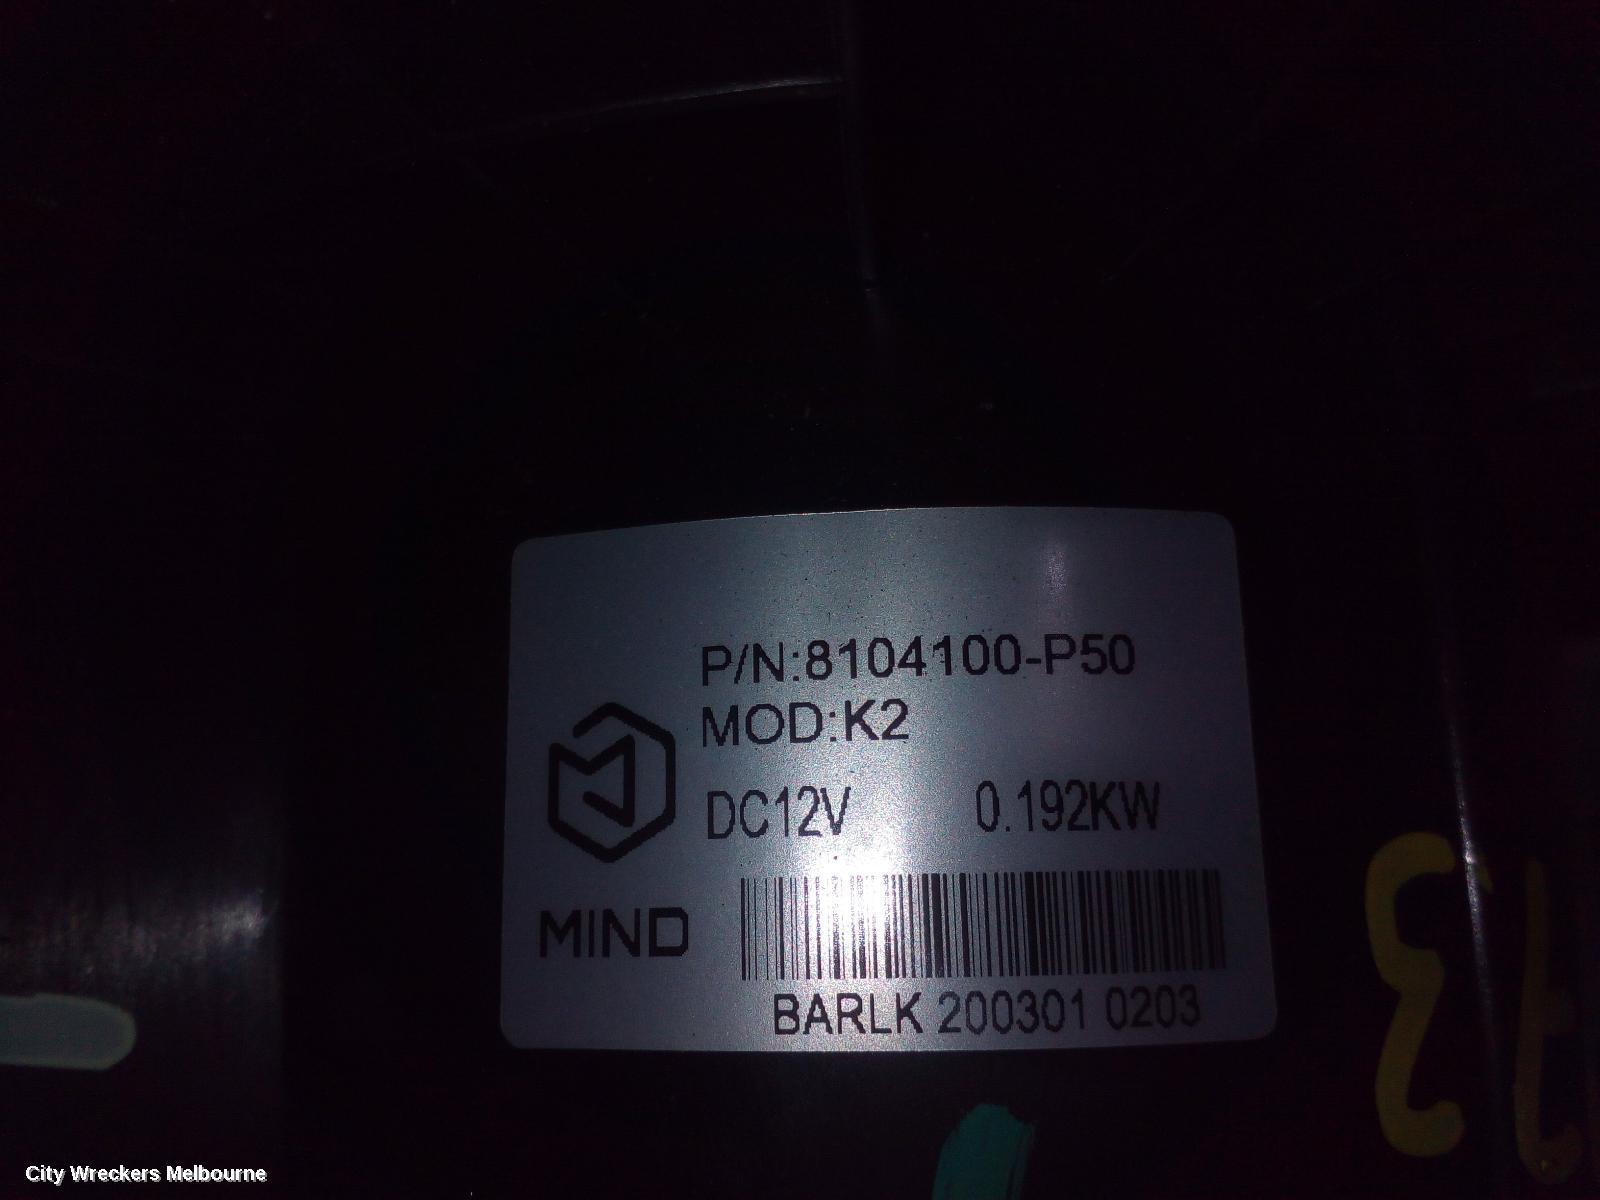 P/N:8104100-P50
MOD:K2
DC12V 0.192KW
MIND
BARLK 200301 0203
City Wreckers Melbourne